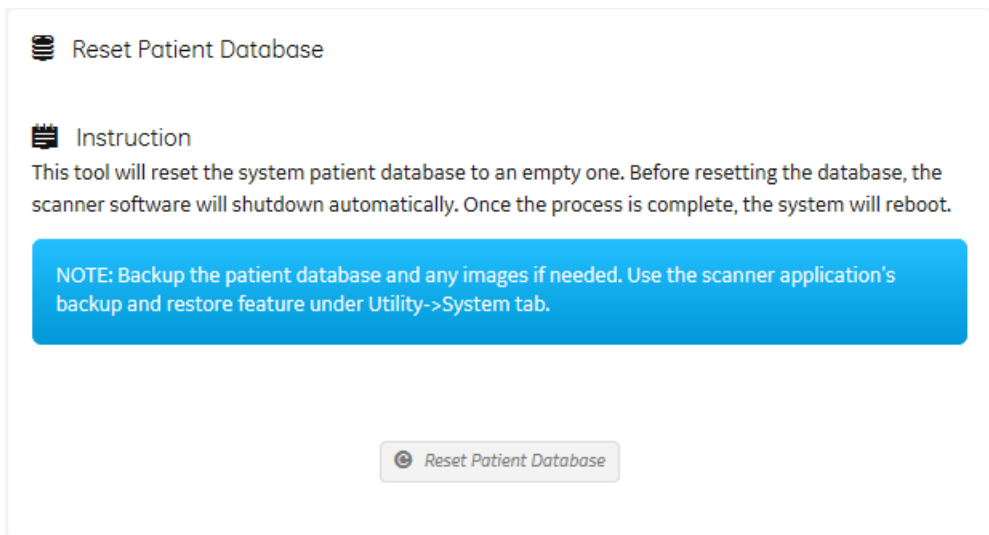 Reset Patient Database
Instruction
This tool will reset the system patient database to an empty one. Before resetting the database, the
scanner software will shutdown automatically. Once the process is complete, the system will reboot.
NOTE: Backup the patient database and any images if needed. Use the scanner application's
backup and restore feature under Utility->System tab.
Reset Patient Database